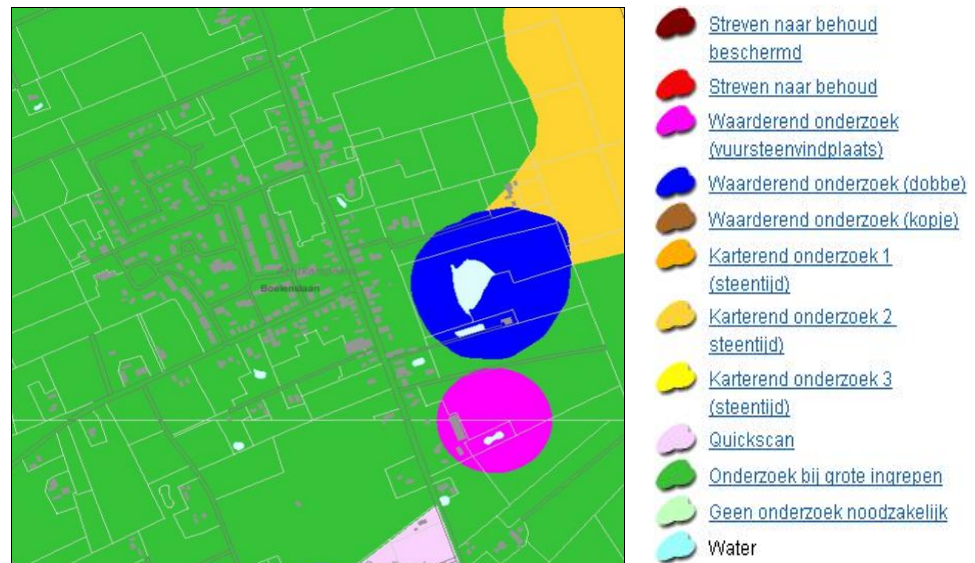 Boelenslaan
Streven naar behoud
beschermd
Streven naar behoud
Waarderend onderzoek
(vuursteenvindplaats)
Waarderend onderzoek (dobbe)
Waarderend onderzoek (kopje)
Karterend onderzoek 1
(steentijd)
Karterend onderzoek 2
steentijd)
Karterend onderzoek 3
(steentijd)
Quickscan
Onderzoek bij grote ingrepen
Geen onderzoek noodzakelijk
Water